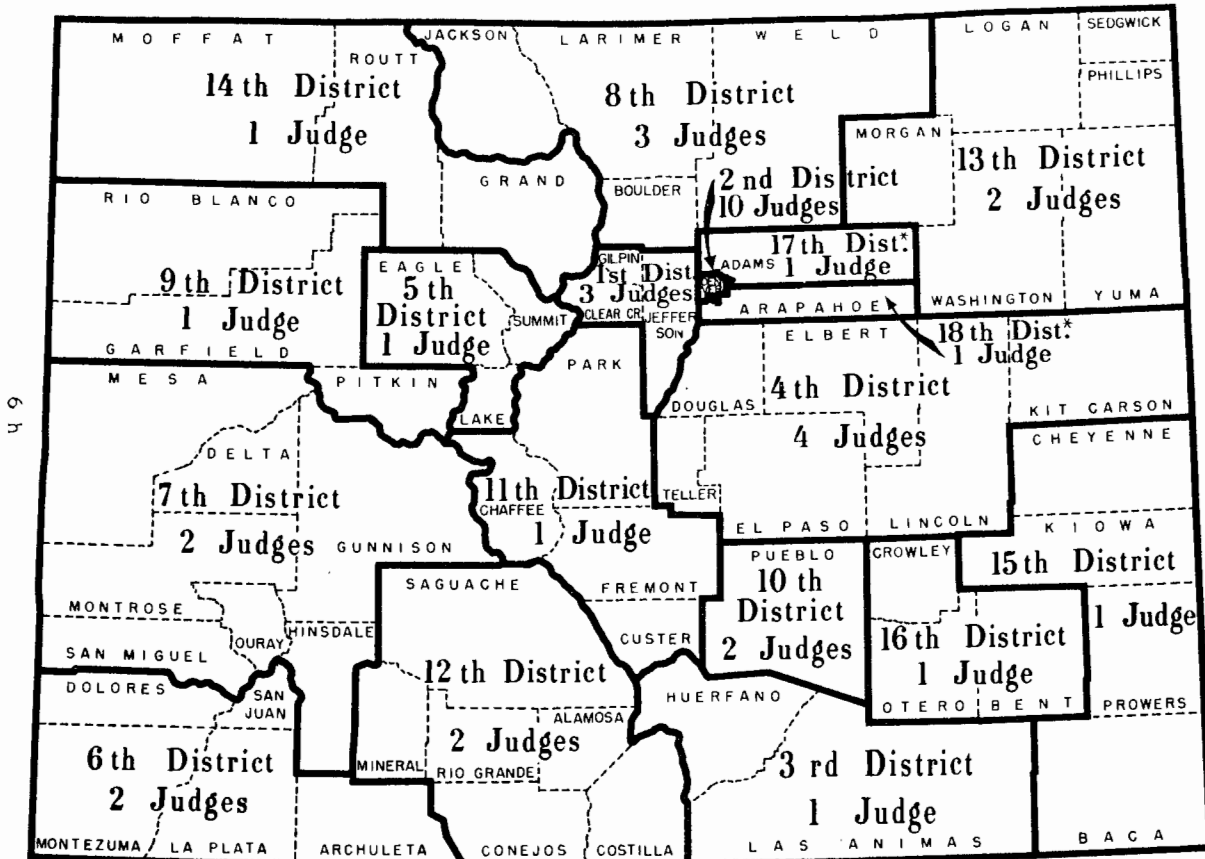 MOFFAT
ROUTT
JACKSON
LARIMER
WELD
LOGAN
SEDGWICK
PHILLIPS
14th District
1 Judge
8th District
3 Judges
MORGAN
13th District
2 Judges
GRAND
BOULDER
2nd District
10 Judges
RIO BLANCO
9th District
1 Judge
GARFIELD
EAGLE
5th
District
1 Judge
SUMMIT
GILPIN
1st Dist.
3 Judges
CLEAR CR.
JEFFER
SON
ADAMS
17th Dist.*
1 Judge
ARAPAHOE
WASHINGTON
YUMA
18th Dist.*
1 Judge
ELBERT
MESA
PITKIN
LAKE
PARK
DOUGLAS
4th District
4 Judges
KIT CARSON
CHEYENNE
DELTA
7th District
2 Judges
GUNNISON
CHAFFEE
11th District
1 Judge
TELLER
EL PASO
LINCOLN
KIOWA
15th District
1 Judge
SAGUACHE
FREMONT
PUEBLO
10th
District
2 Judges
CROWLEY
MONTROSE
OURAY
HINSDALE
SAN MIGUEL
CUSTER
16th District
1 Judge
OTERO
BENT
PROWERS
DOLORES
SAN
JUAN
12th District
2 Judges
ALAMOSA
HUERFANO
MINERAL
RIO GRANDE
6th District
2 Judges
3rd District
1 Judge
MONTEZUMA
LA PLATA
ARCHULETA
CONEJOS
COSTILLA
LAS ANIMAS
BACA